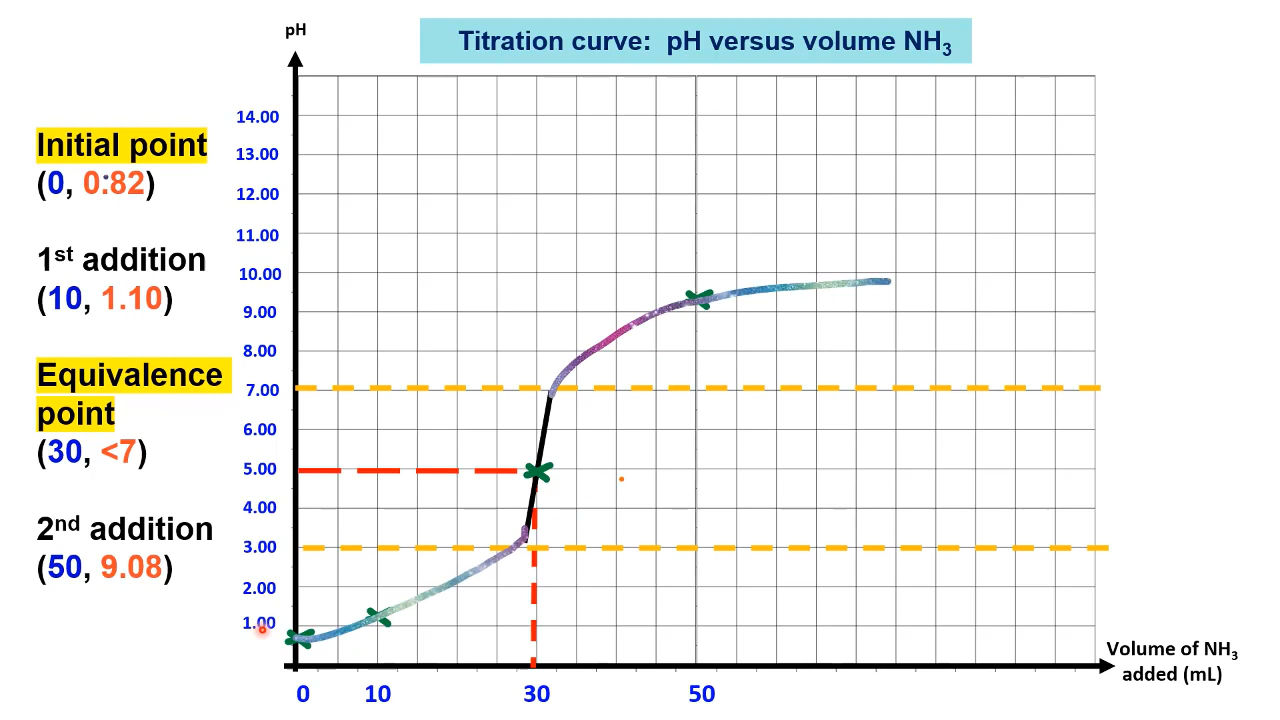 pH
Titration curve: pH versus volume NH₃
Initial point
(0, 0.82)
1st addition
(10, 1.10)
Equivalence
point
(30, <7)
2nd addition
(50, 9.08)
14.00
13.00
12.00
11.00
10.00
9.00
8.00
7.00
6.00
5.00
4.00
3.00
2.00
1.00
0 10 30 50
Volume of NH₃
added (mL)